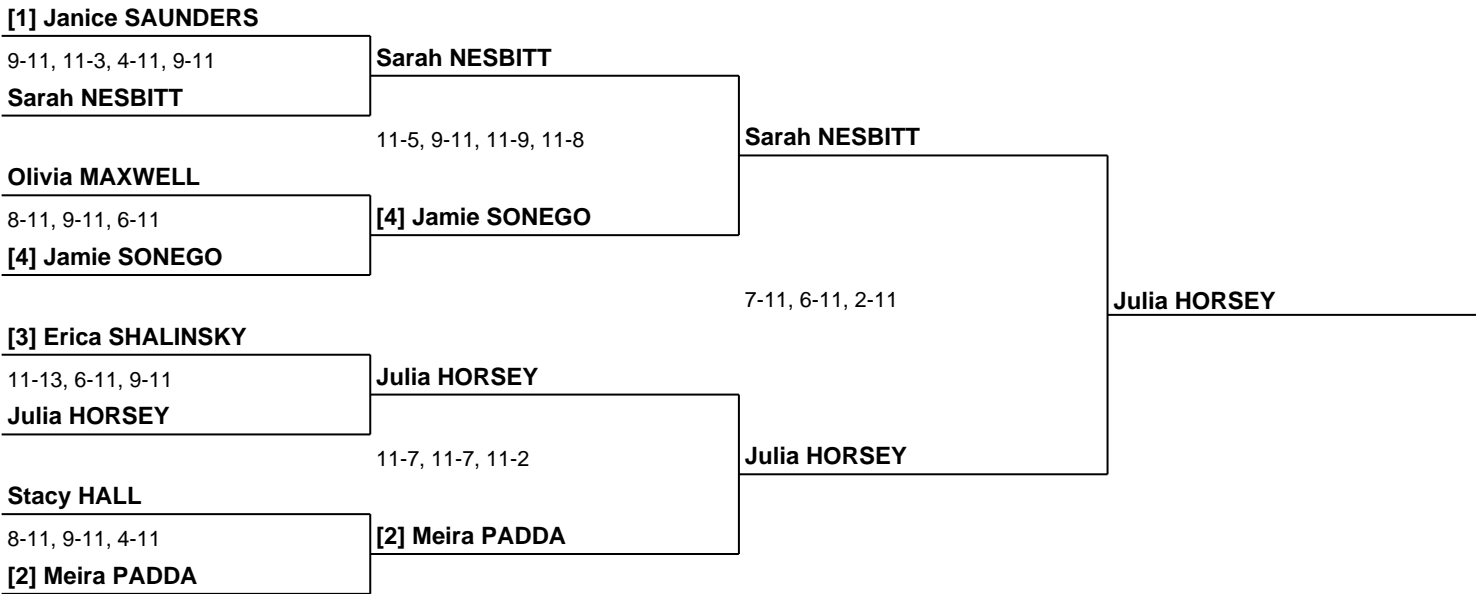 [1] Janice SAUNDERS
9-11, 11-3, 4-11, 9-11
Sarah NESBITT
Sarah NESBITT
11-5, 9-11, 11-9, 11-8
Sarah NESBITT
Olivia MAXWELL
8-11, 9-11, 6-11
[4] Jamie SONEGO
[4] Jamie SONEGO
7-11, 6-11, 2-11
Julia HORSEY
[3] Erica SHALINSKY
11-13, 6-11, 9-11
Julia HORSEY
Julia HORSEY
11-7, 11-7, 11-2
Julia HORSEY
Stacy HALL
8-11, 9-11, 4-11
[2] Meira PADDA
[2] Meira PADDA